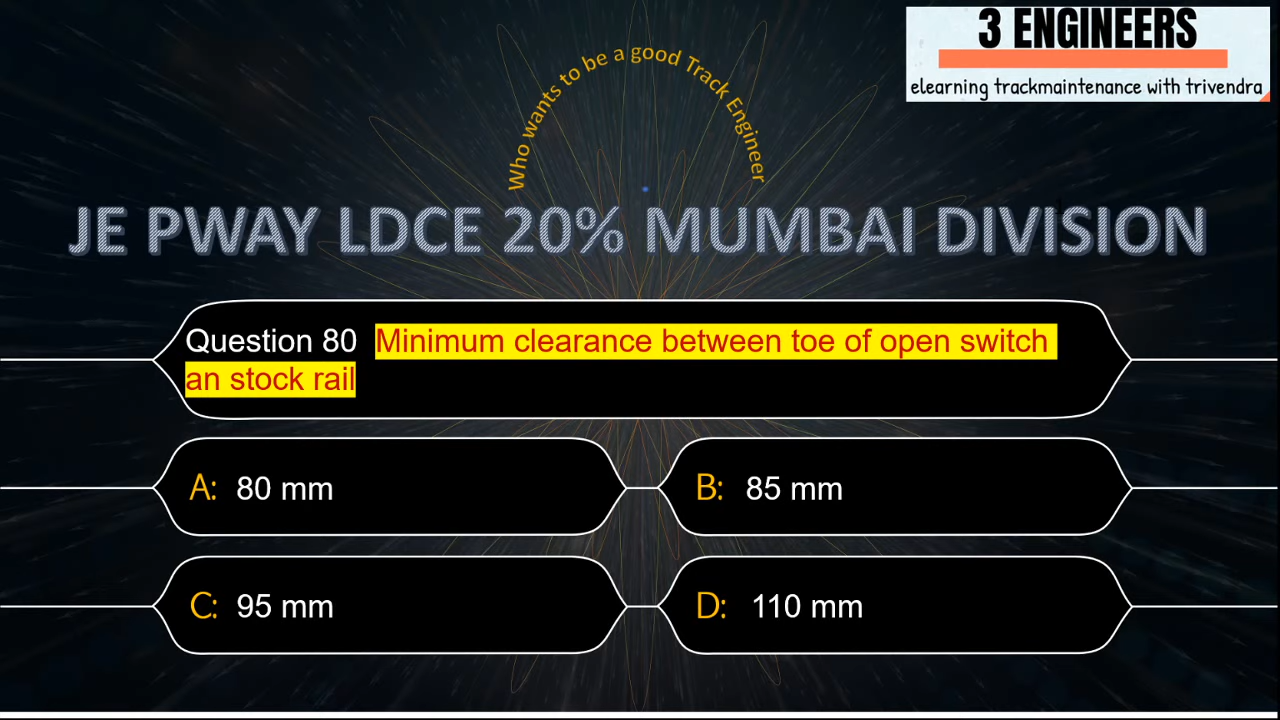 3 ENGINEERS
elearning trackmaintenance with trivendra
Who wants to be a good Track Engineer
JE PWAY LDCE 20% MUMBAI DIVISION
Question 80 Minimum clearance between toe of open switch
an stock rail
A: 80 mm
B: 85 mm
C: 95 mm
D: 110 mm